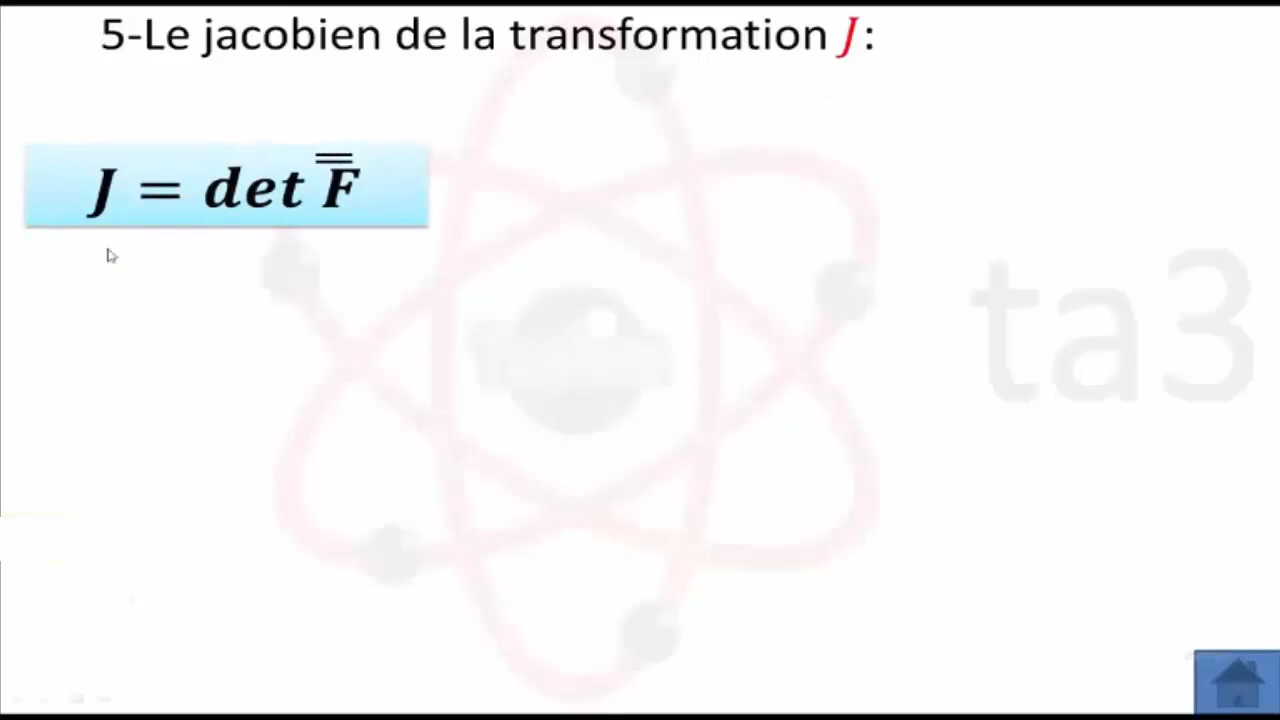 5-Le jacobien de la transformation J:
J = det F̿
ta3